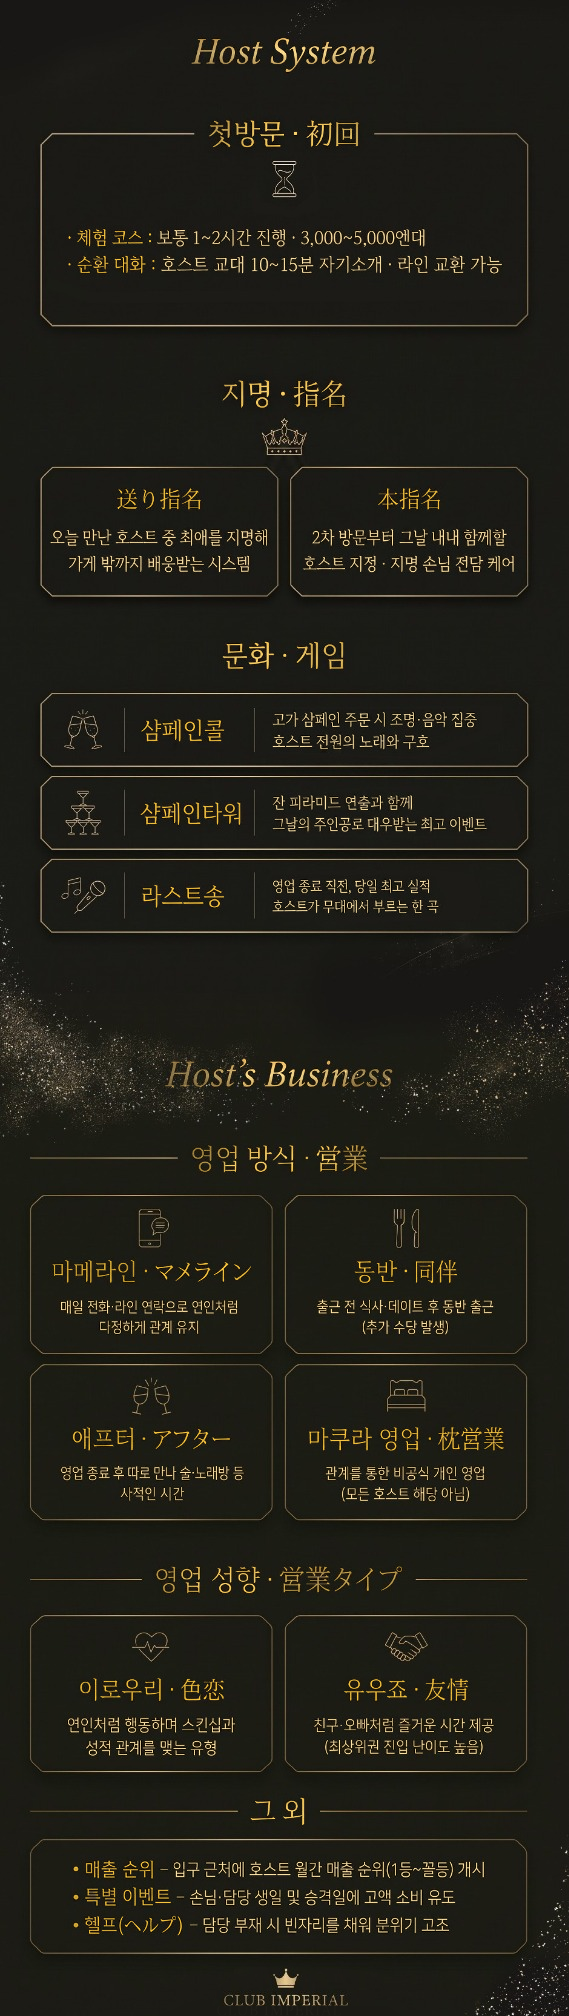 Host System
첫방문 · 初回
· 체험 코스 : 보통 1~2시간 진행 · 3,000~5,000엔대
· 순환 대화 : 호스트 교대 10~15분 자기소개 · 라인 교환 가능
지명 · 指名
送り指名
오늘 만난 호스트 중 최애를 지명해
가게 밖까지 배웅받는 시스템
本指名
2차 방문부터 그날 내내 함께할
호스트 지정 · 지명 손님 전담 케어
문화 · 게임
샴페인콜
고가 샴페인 주문 시 조명·음악 집중
호스트 전원의 노래와 구호
샴페인타워
잔 피라미드 연출과 함께
그날의 주인공로 대우받는 최고 이벤트
라스트송
영업 종료 직전, 당일 최고 실적
호스트가 무대에서 부르는 한 곡
Host's Business
영업 방식 · 営業
마메라인 · マメライン
매일 전화·라인 연락으로 연인처럼
다정하게 관계 유지
동반 · 同伴
출근 전 식사·데이트 후 동반 출근
(추가 수당 발생)
애프터 · アフター
영업 종료 후 따로 만나 술·노래방 등
사적인 시간
마쿠라 영업 · 枕営業
관계를 통한 비공식 개인 영업
(모든 호스트 해당 아님)
영업 성향 · 営業タイプ
이로우리 · 色恋
연인처럼 행동하며 스킨십과
성적 관계를 맺는 유형
유우죠 · 友情
친구·오빠처럼 즐거운 시간 제공
(최상위권 진입 난이도 높음)
그 외
• 매출 순위 – 입구 근처에 호스트 월간 매출 순위(1등~꼴등) 개시
• 특별 이벤트 – 손님·담당 생일 및 승격일에 고액 소비 유도
• 헬프(ヘルプ) – 담당 부재 시 빈자리를 채워 분위기 고조
CLUB IMPERIAL